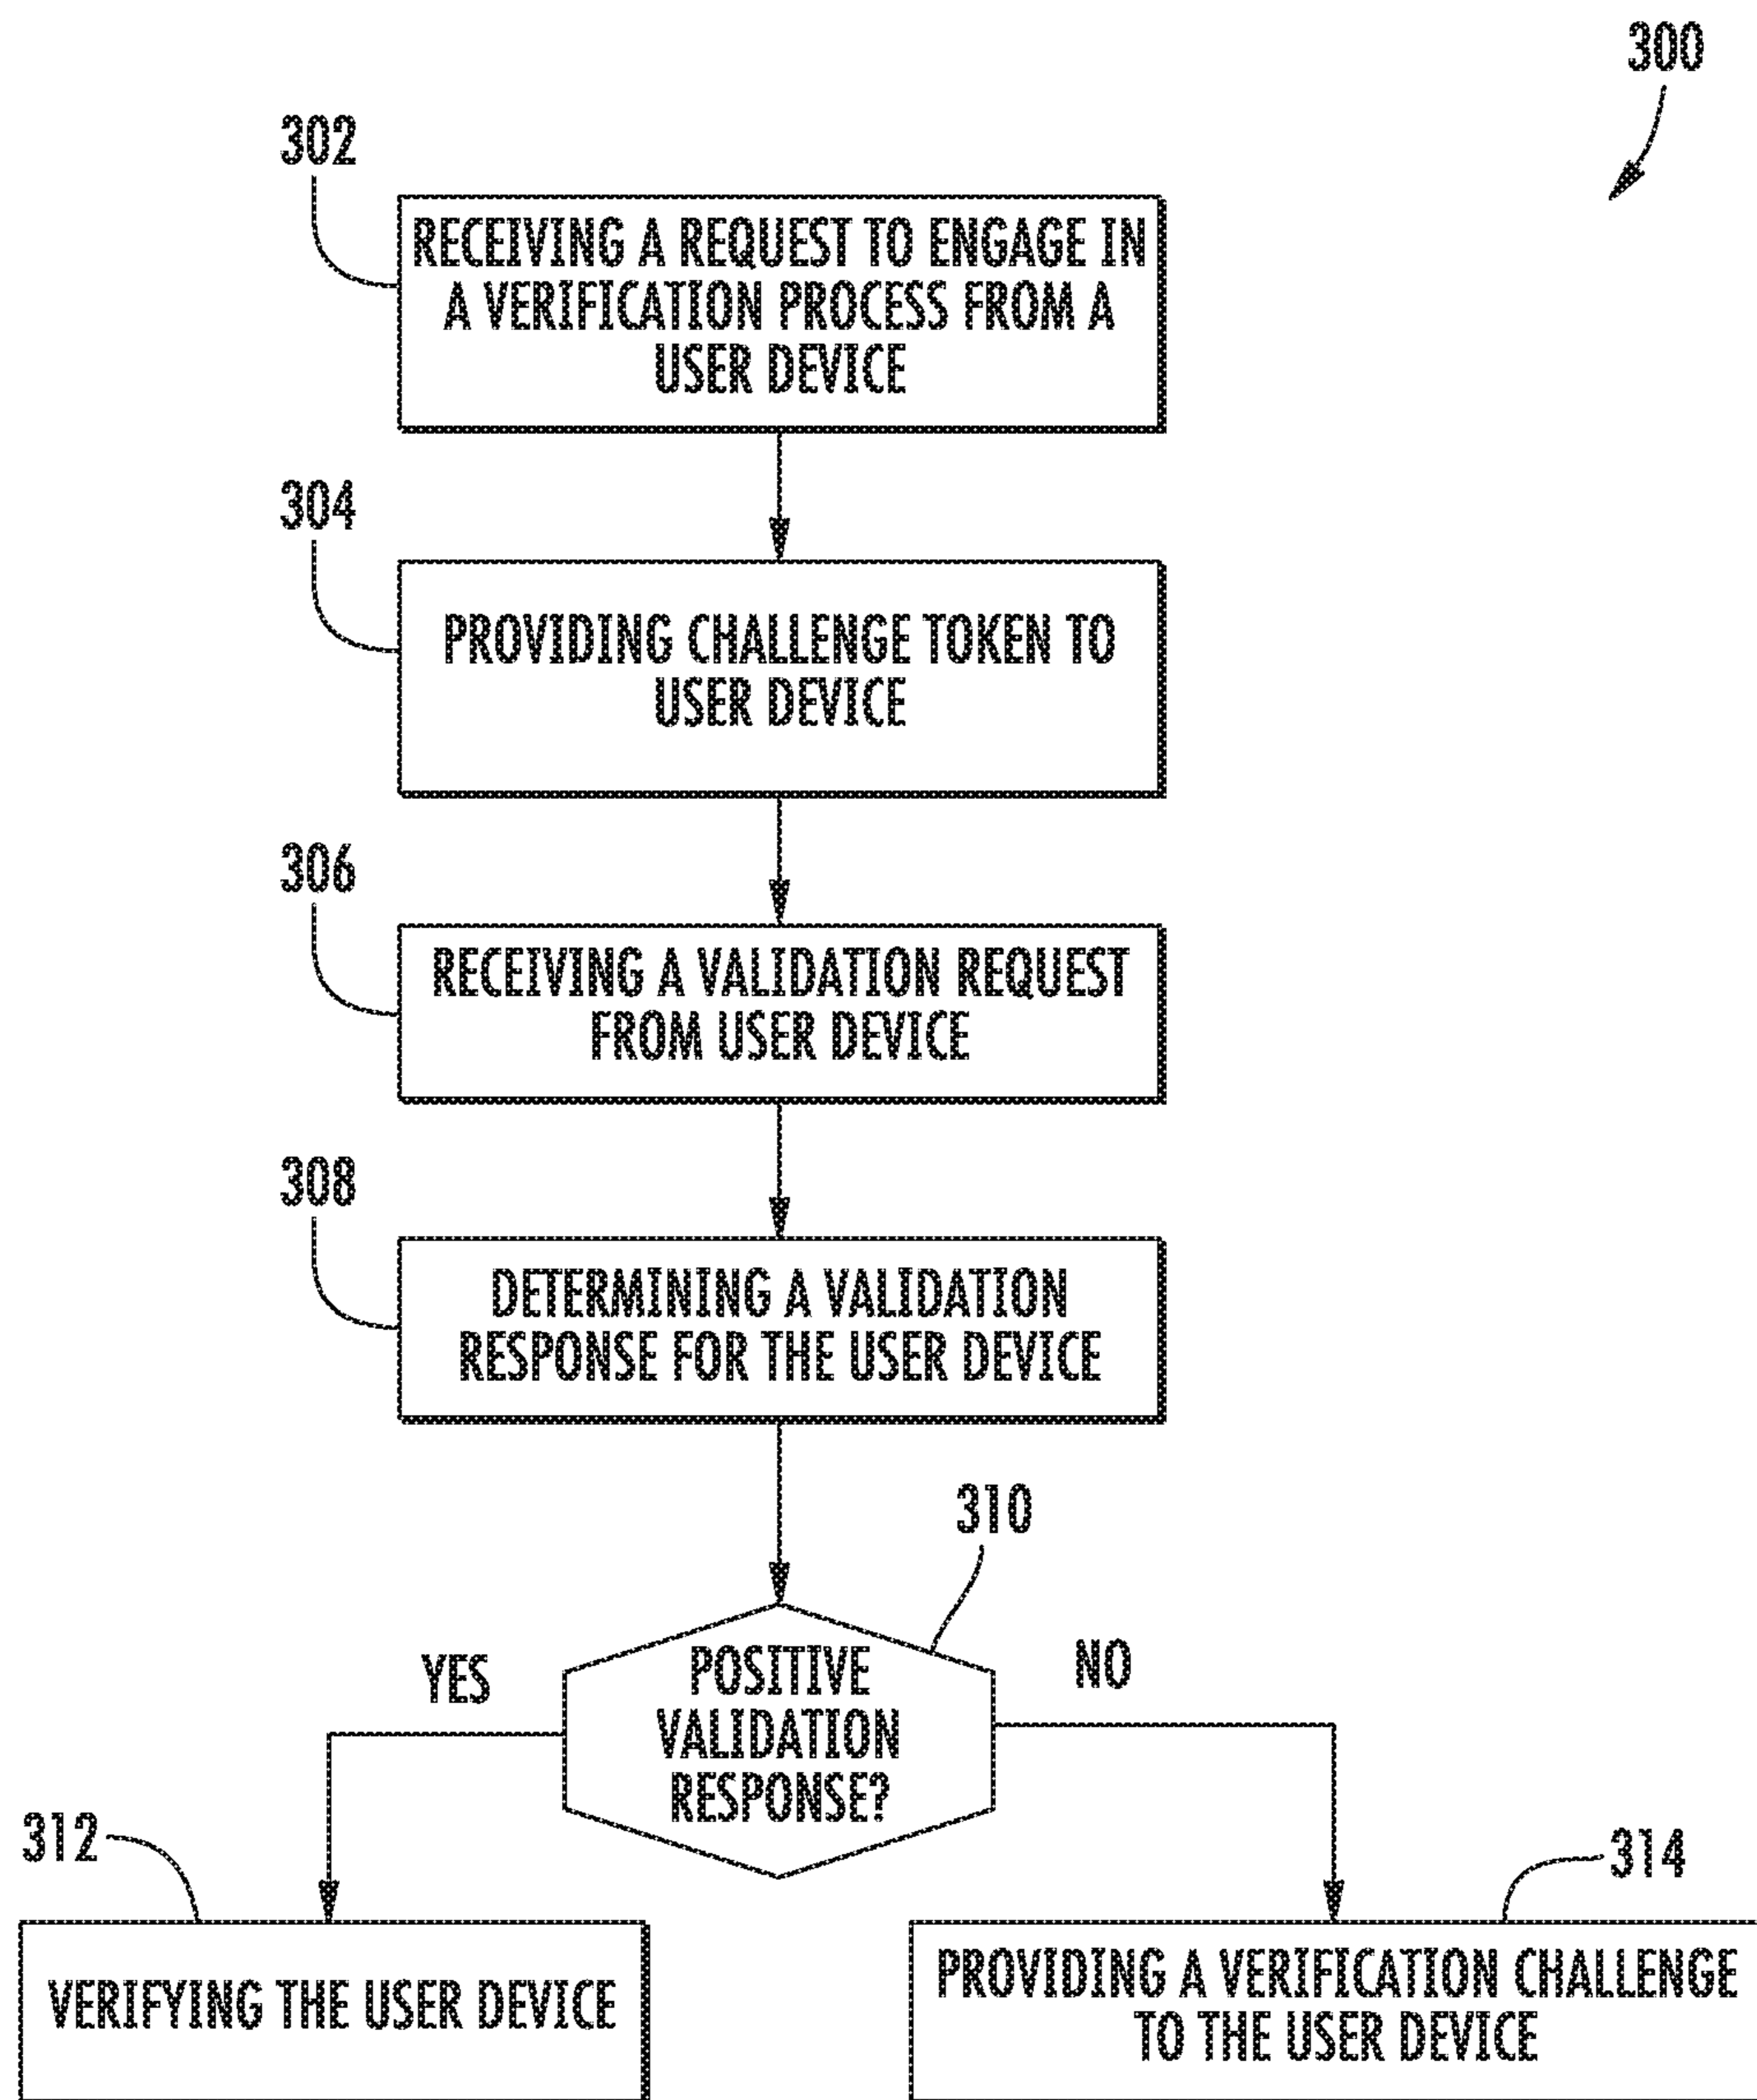 300
302
RECEIVING A REQUEST TO ENGAGE IN
A VERIFICATION PROCESS FROM A
USER DEVICE
304
PROVIDING CHALLENGE TOKEN TO
USER DEVICE
306
RECEIVING A VALIDATION REQUEST
FROM USER DEVICE
308
DETERMINING A VALIDATION
RESPONSE FOR THE USER DEVICE
310
YES
POSITIVE
VALIDATION
RESPONSE?
NO
312
VERIFYING THE USER DEVICE
314
PROVIDING A VERIFICATION CHALLENGE
TO THE USER DEVICE